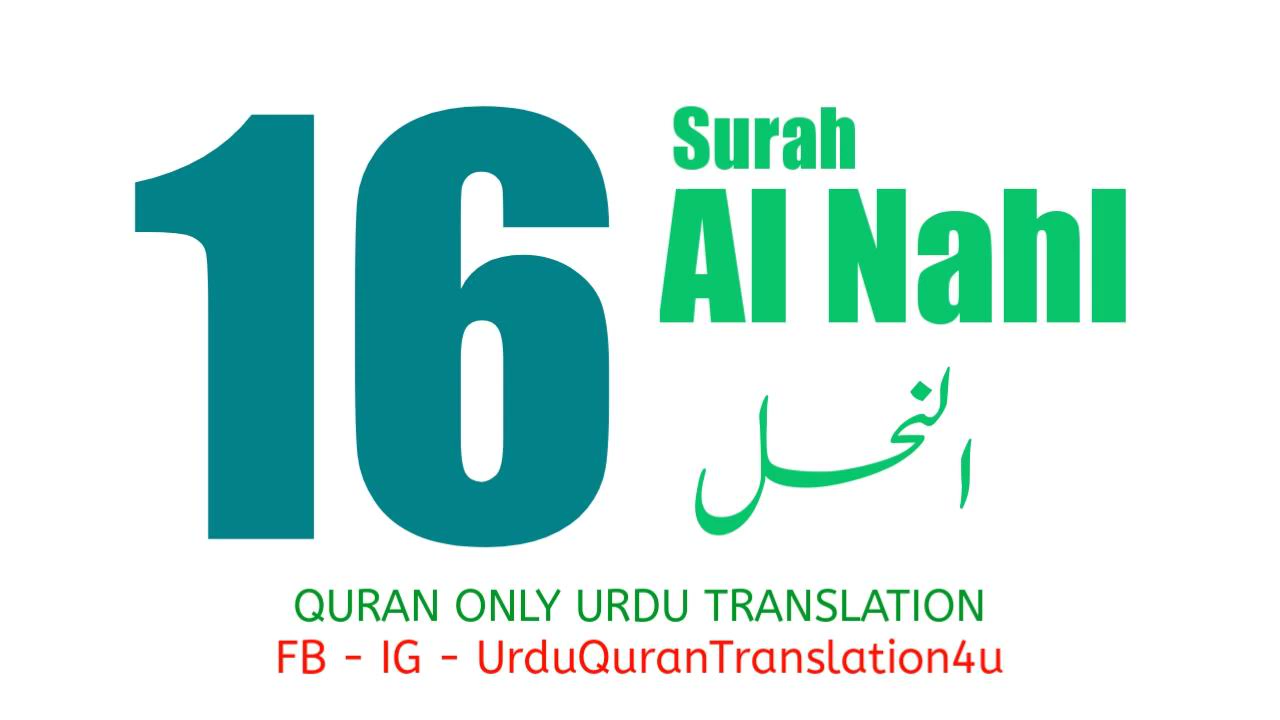 16
Surah
Al Nahl
النحل
QURAN ONLY URDU TRANSLATION
FB - IG - UrduQuranTranslation4u